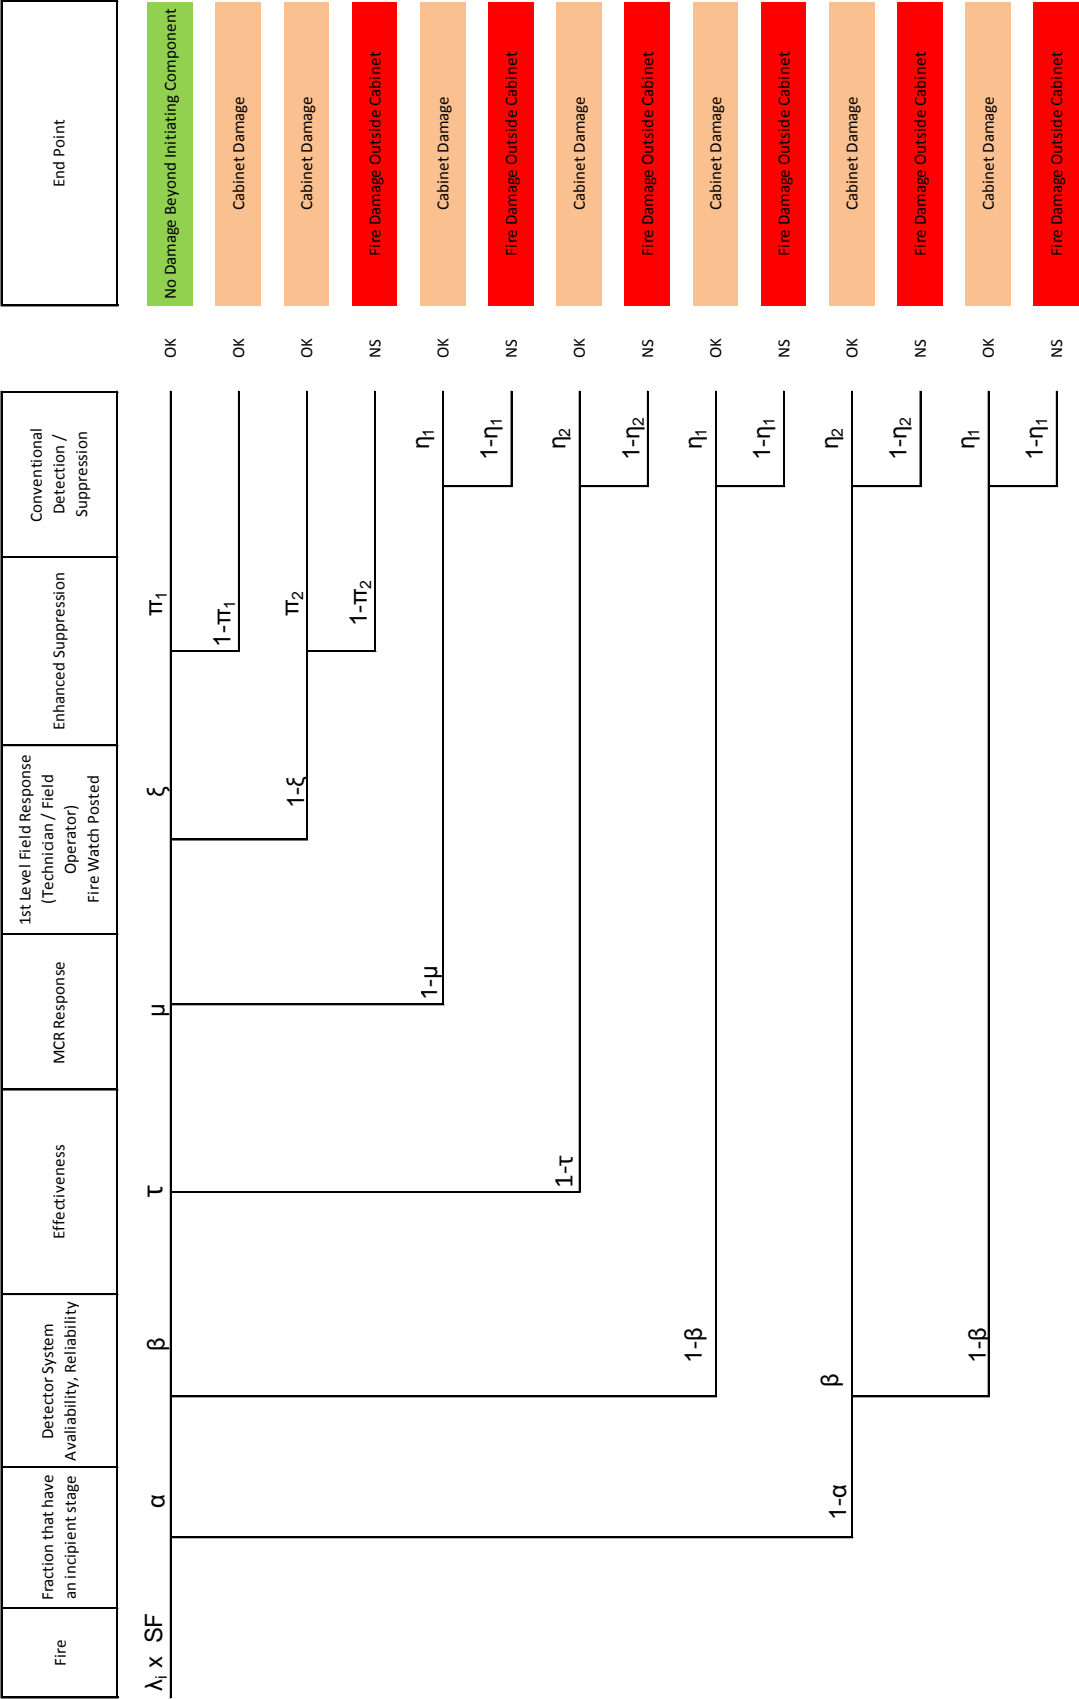 Fire
Fraction that have
an incipient stage
Detector System
Avaliability, Reliability
Effectiveness
MCR Response
1st Level Field Response
(Technician / Field
Operator)
Fire Watch Posted
Enhanced Suppression
Conventional
Detection /
Suppression
End Point
λi x SF
α
β
τ
μ
ξ
π1
OK
No Damage Beyond Initiating Component
1-π1
OK
Cabinet Damage
1-ξ
π2
OK
Cabinet Damage
1-π2
NS
Fire Damage Outside Cabinet
1-μ
η1
OK
Cabinet Damage
1-η1
NS
Fire Damage Outside Cabinet
1-τ
η2
OK
Cabinet Damage
1-η2
NS
Fire Damage Outside Cabinet
1-β
η1
OK
Cabinet Damage
1-η1
NS
Fire Damage Outside Cabinet
1-α
β
η2
OK
Cabinet Damage
1-η2
NS
Fire Damage Outside Cabinet
1-β
η1
OK
Cabinet Damage
1-η1
NS
Fire Damage Outside Cabinet